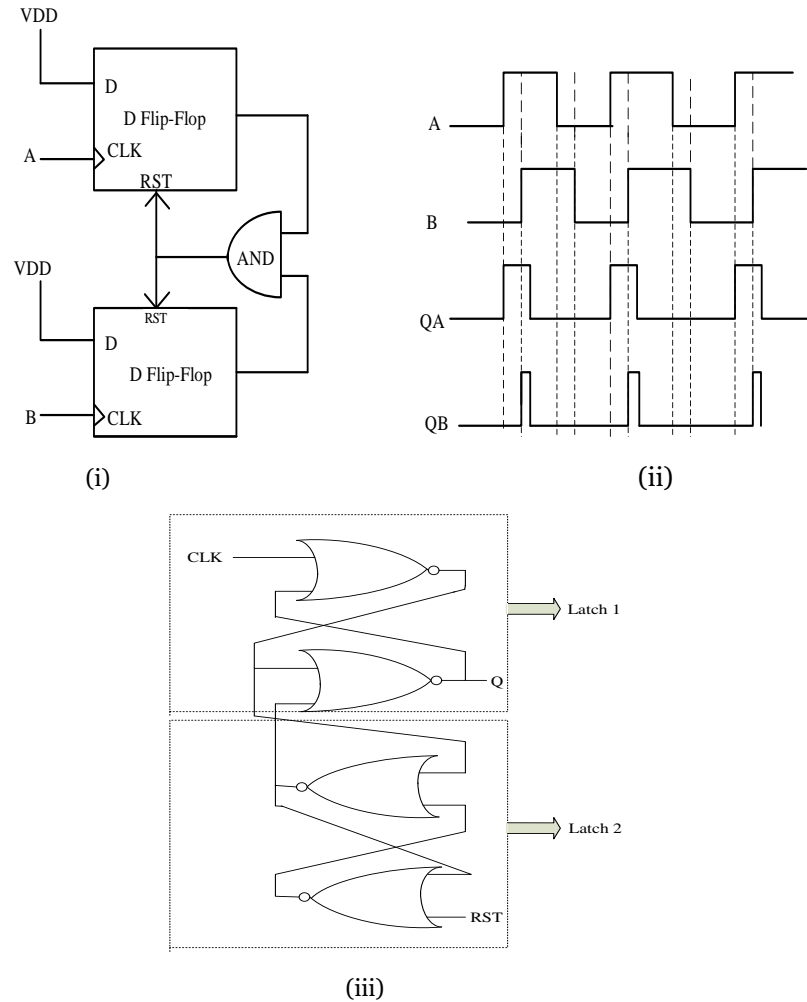 VDD
D
D Flip-Flop
A
CLK
RST
AND
VDD
RST
D
D Flip-Flop
B
CLK
(i)
A
B
QA
QB
(ii)
CLK
Latch 1
Q
Latch 2
RST
(iii)